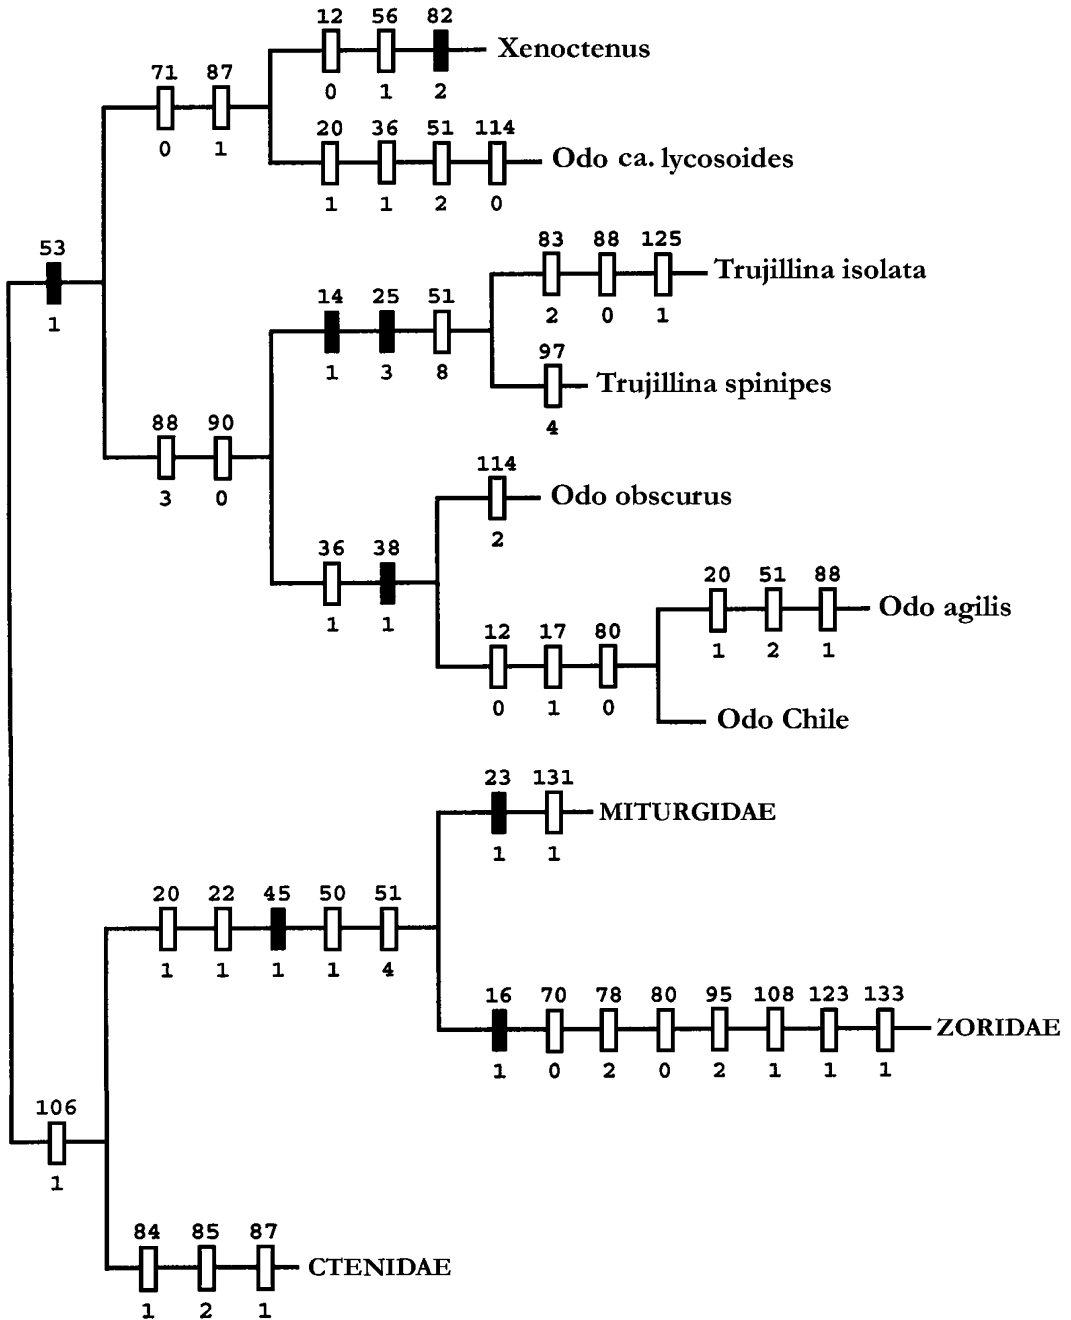 12 56 82
Xenoctenus
0 1 2
71 87
0 1
20 36 51 114
Odo ca. lycosoides
1 1 2 0
53
1
83 88 125
Trujillina isolata
2 0 1
14 25 51
1 3 8
97
Trujillina spinipes
4
88 90
3 0
114
Odo obscurus
2
36 38
1 1
20 51 88
Odo agilis
1 2 1
12 17 80
0 1 0
Odo Chile
23 131
MITURGIDAE
1 1
20 22 45 50 51
1 1 1 1 4
16 70 78 80 95 108 123 133
ZORIDAE
1 0 2 0 2 1 1 1
106
1
84 85 87
CTENIDAE
1 2 1